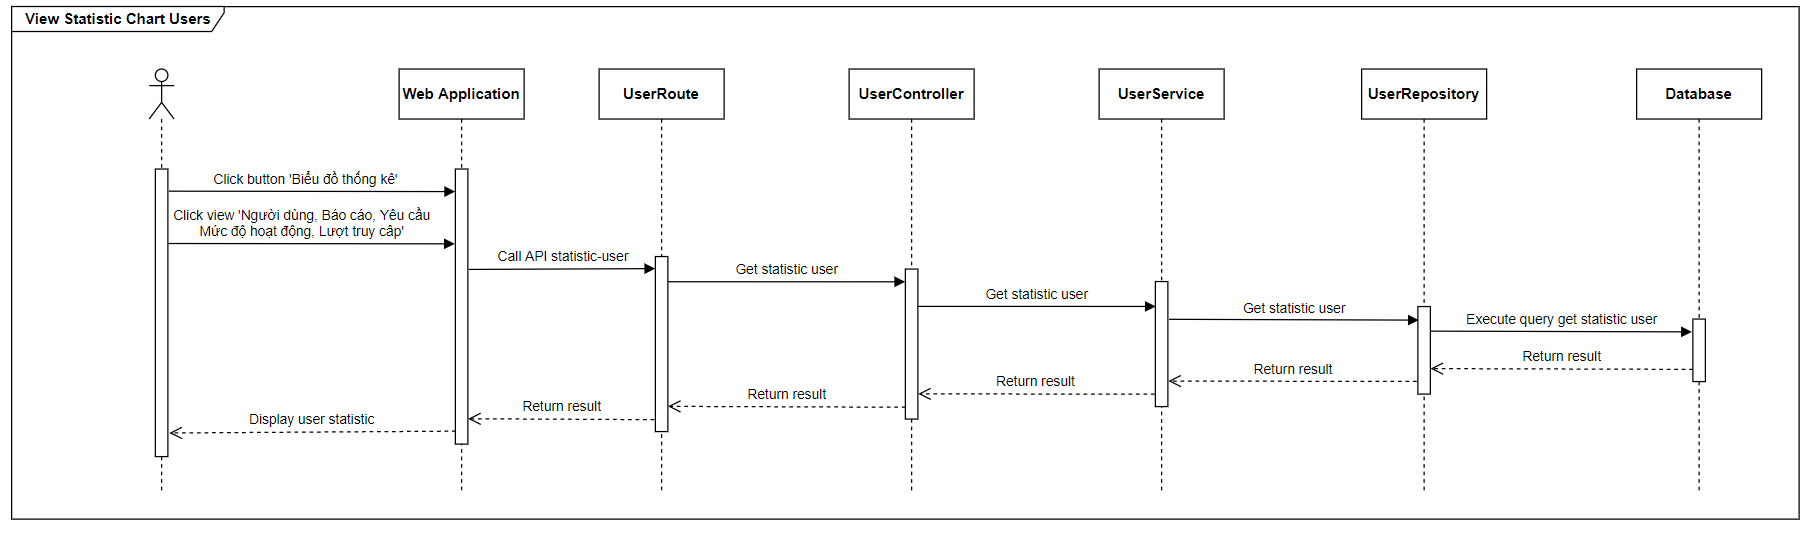 View Statistic Chart Users
Web Application
UserRoute
UserController
UserService
UserRepository
Database
Click button 'Biểu đồ thống kê'
Click view 'Người dùng, Báo cáo, Yêu cầu
Mức độ hoạt động, Lượt truy câp'
Call API statistic-user
Get statistic user
Get statistic user
Get statistic user
Execute query get statistic user
Return result
Return result
Return result
Return result
Return result
Display user statistic